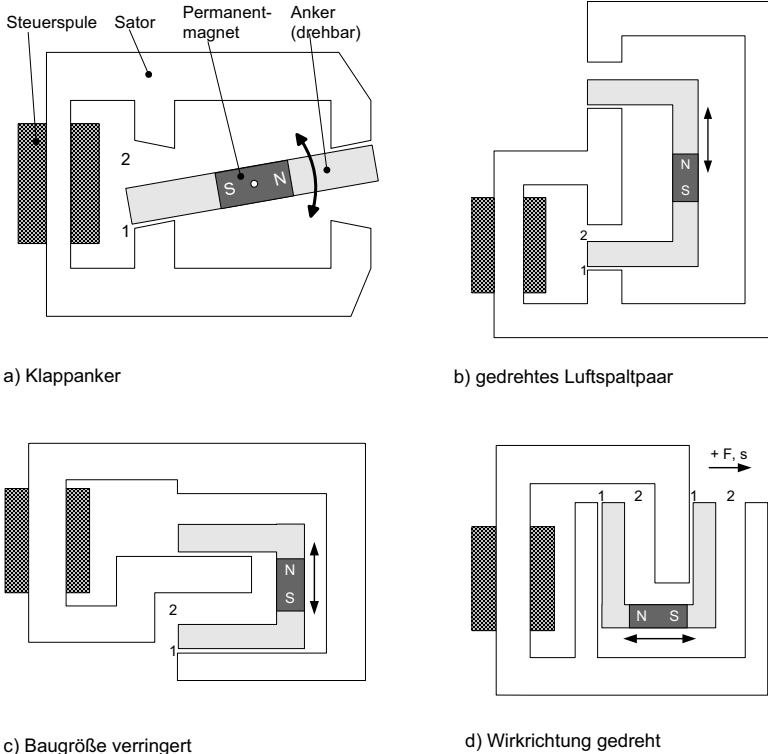 Steuerspule
Sator
Permanent-
magnet
Anker
(drehbar)
2
S
N
1
a) Klappanker
N
S
2
1
b) gedrehtes Luftspaltpaar
N
S
2
1
c) Baugröße verringert
+ F, s
1 2 1 2
N S
d) Wirkrichtung gedreht